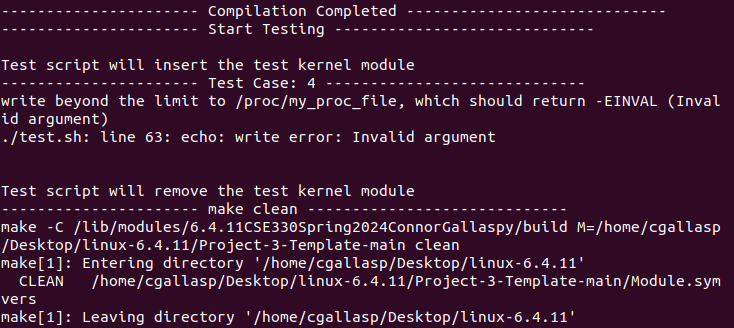 ---------------------- Compilation Completed -----------------------------
---------------------- Start Testing -----------------------------
Test script will insert the test kernel module
---------------------- Test Case: 4 -----------------------------
write beyond the limit to /proc/my_proc_file, which should return -EINVAL (Inval
id argument)
./test.sh: line 63: echo: write error: Invalid argument
Test script will remove the test kernel module
---------------------- make clean -----------------------------
make -C /lib/modules/6.4.11CSE330Spring2024ConnorGallaspy/build M=/home/cgallasp
/Desktop/linux-6.4.11/Project-3-Template-main clean
make[1]: Entering directory '/home/cgallasp/Desktop/linux-6.4.11'
  CLEAN   /home/cgallasp/Desktop/linux-6.4.11/Project-3-Template-main/Module.sym
vers
make[1]: Leaving directory '/home/cgallasp/Desktop/linux-6.4.11'